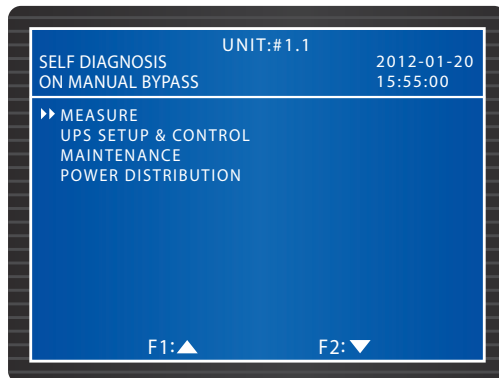 UNIT:#1.1
SELF DIAGNOSIS 2012-01-20
ON MANUAL BYPASS 15:55:00
MEASURE
UPS SETUP & CONTROL
MAINTENANCE
POWER DISTRIBUTION
F1:▲ F2:▼